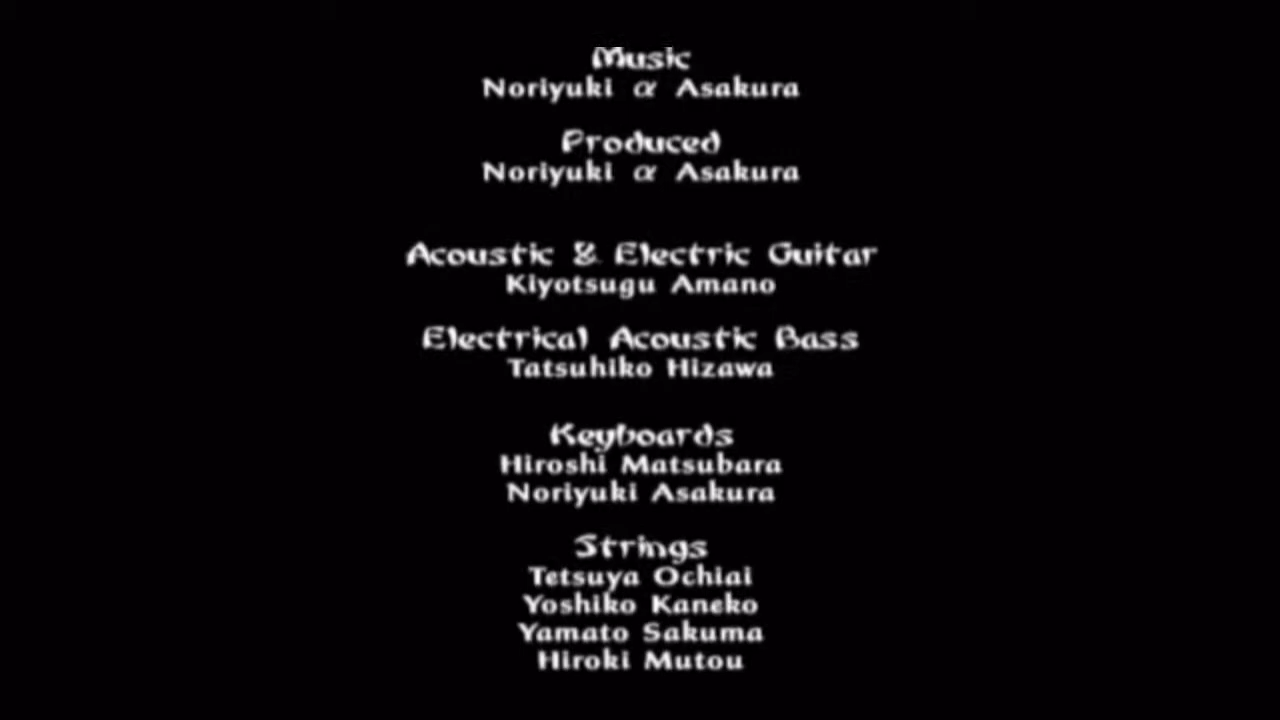 Music
Noriyuki α Asakura
Produced
Noriyuki α Asakura
Acoustic & Electric Guitar
Kiyotsugu Amano
Electrical Acoustic Bass
Tatsuhiko Hizawa
Keyboards
Hiroshi Matsubara
Noriyuki Asakura
Strings
Tetsuya Ochiai
Yoshiko Kaneko
Yamato Sakuma
Hiroki Mutou